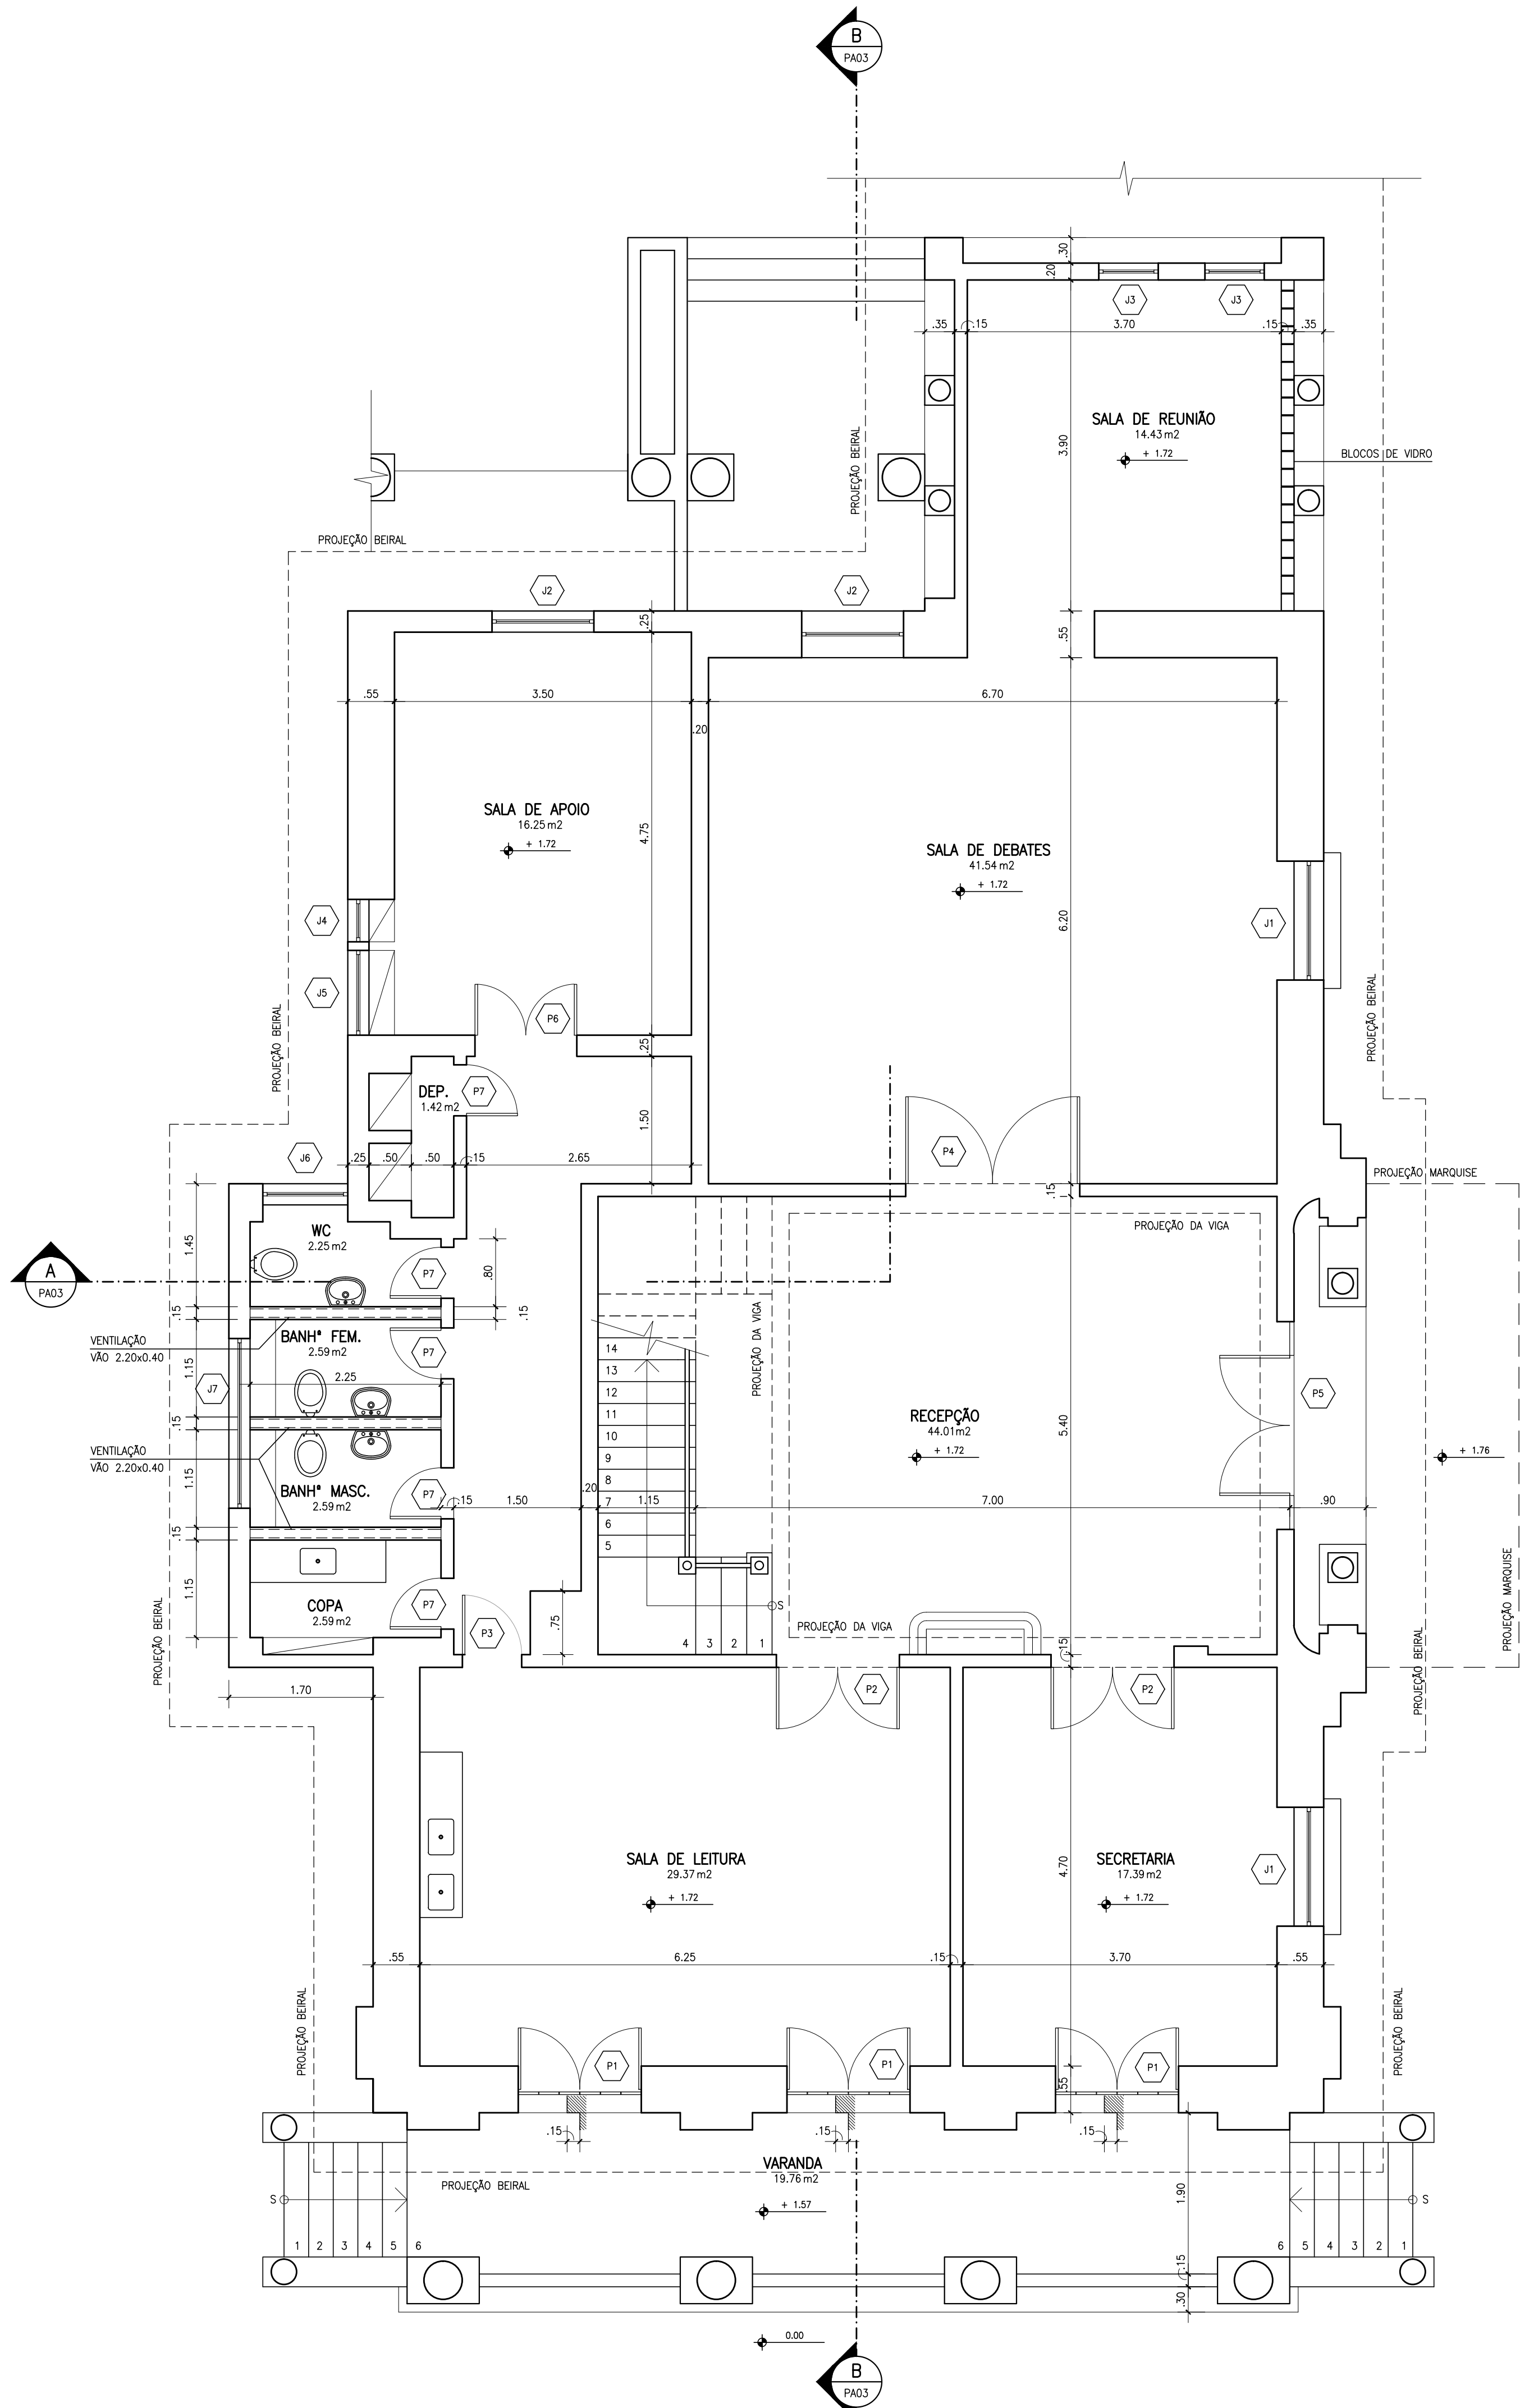 B
PA03
.30
.20
J3
J3
.35
.15
3.70
.15
.35
SALA DE REUNIÃO
14.43 m2
+ 1.72
3.90
BLOCOS DE VIDRO
PROJEÇÃO BEIRAL
PROJEÇÃO BEIRAL
J2
J2
.25
.55
.55
3.50
.20
6.70
SALA DE APOIO
16.25 m2
+ 1.72
4.75
SALA DE DEBATES
41.54 m2
+ 1.72
6.20
J4
J5
J1
PROJEÇÃO BEIRAL
PROJEÇÃO BEIRAL
P6
.25
DEP.
1.42 m2
P7
1.50
P4
J6
.25
.50
.50
.15
2.65
PROJEÇÃO MARQUISE
.15
WC
2.25 m2
1.45
PROJEÇÃO DA VIGA
A
PA03
P7
.80
.15
.15
VENTILAÇÃO
VÃO 2.20x0.40
BANHº FEM.
2.59 m2
P7
1.15
2.25
J7
.15
PROJEÇÃO DA VIGA
14
13
12
11
10
9
8
7
6
5
RECEPÇÃO
44.01m2
+ 1.72
5.40
P5
+ 1.76
VENTILAÇÃO
VÃO 2.20x0.40
BANHº MASC.
2.59 m2
P7
1.15
.15
.15
1.50
.20
1.15
7.00
.90
COPA
2.59 m2
P7
1.15
P3
.75
S
4
3
2
1
PROJEÇÃO DA VIGA
.15
PROJEÇÃO MARQUISE
PROJEÇÃO BEIRAL
PROJEÇÃO BEIRAL
1.70
P2
P2
SALA DE LEITURA
29.37 m2
+ 1.72
SECRETARIA
17.39 m2
+ 1.72
4.70
J1
.55
6.25
.15
3.70
.55
PROJEÇÃO BEIRAL
PROJEÇÃO BEIRAL
P1
P1
P1
.55
.15
.15
.15
VARANDA
19.76 m2
+ 1.57
PROJEÇÃO BEIRAL
1.90
S
S
1 2 3 4 5 6
6 5 4 3 2 1
.15
.30
0.00
B
PA03